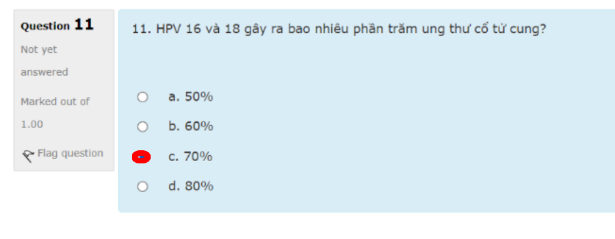 Question 11
Not yet
answered
Marked out of
1.00
Flag question
11. HPV 16 và 18 gây ra bao nhiêu phần trăm ung thư cổ tử cung?
a. 50%
b. 60%
c. 70%
d. 80%